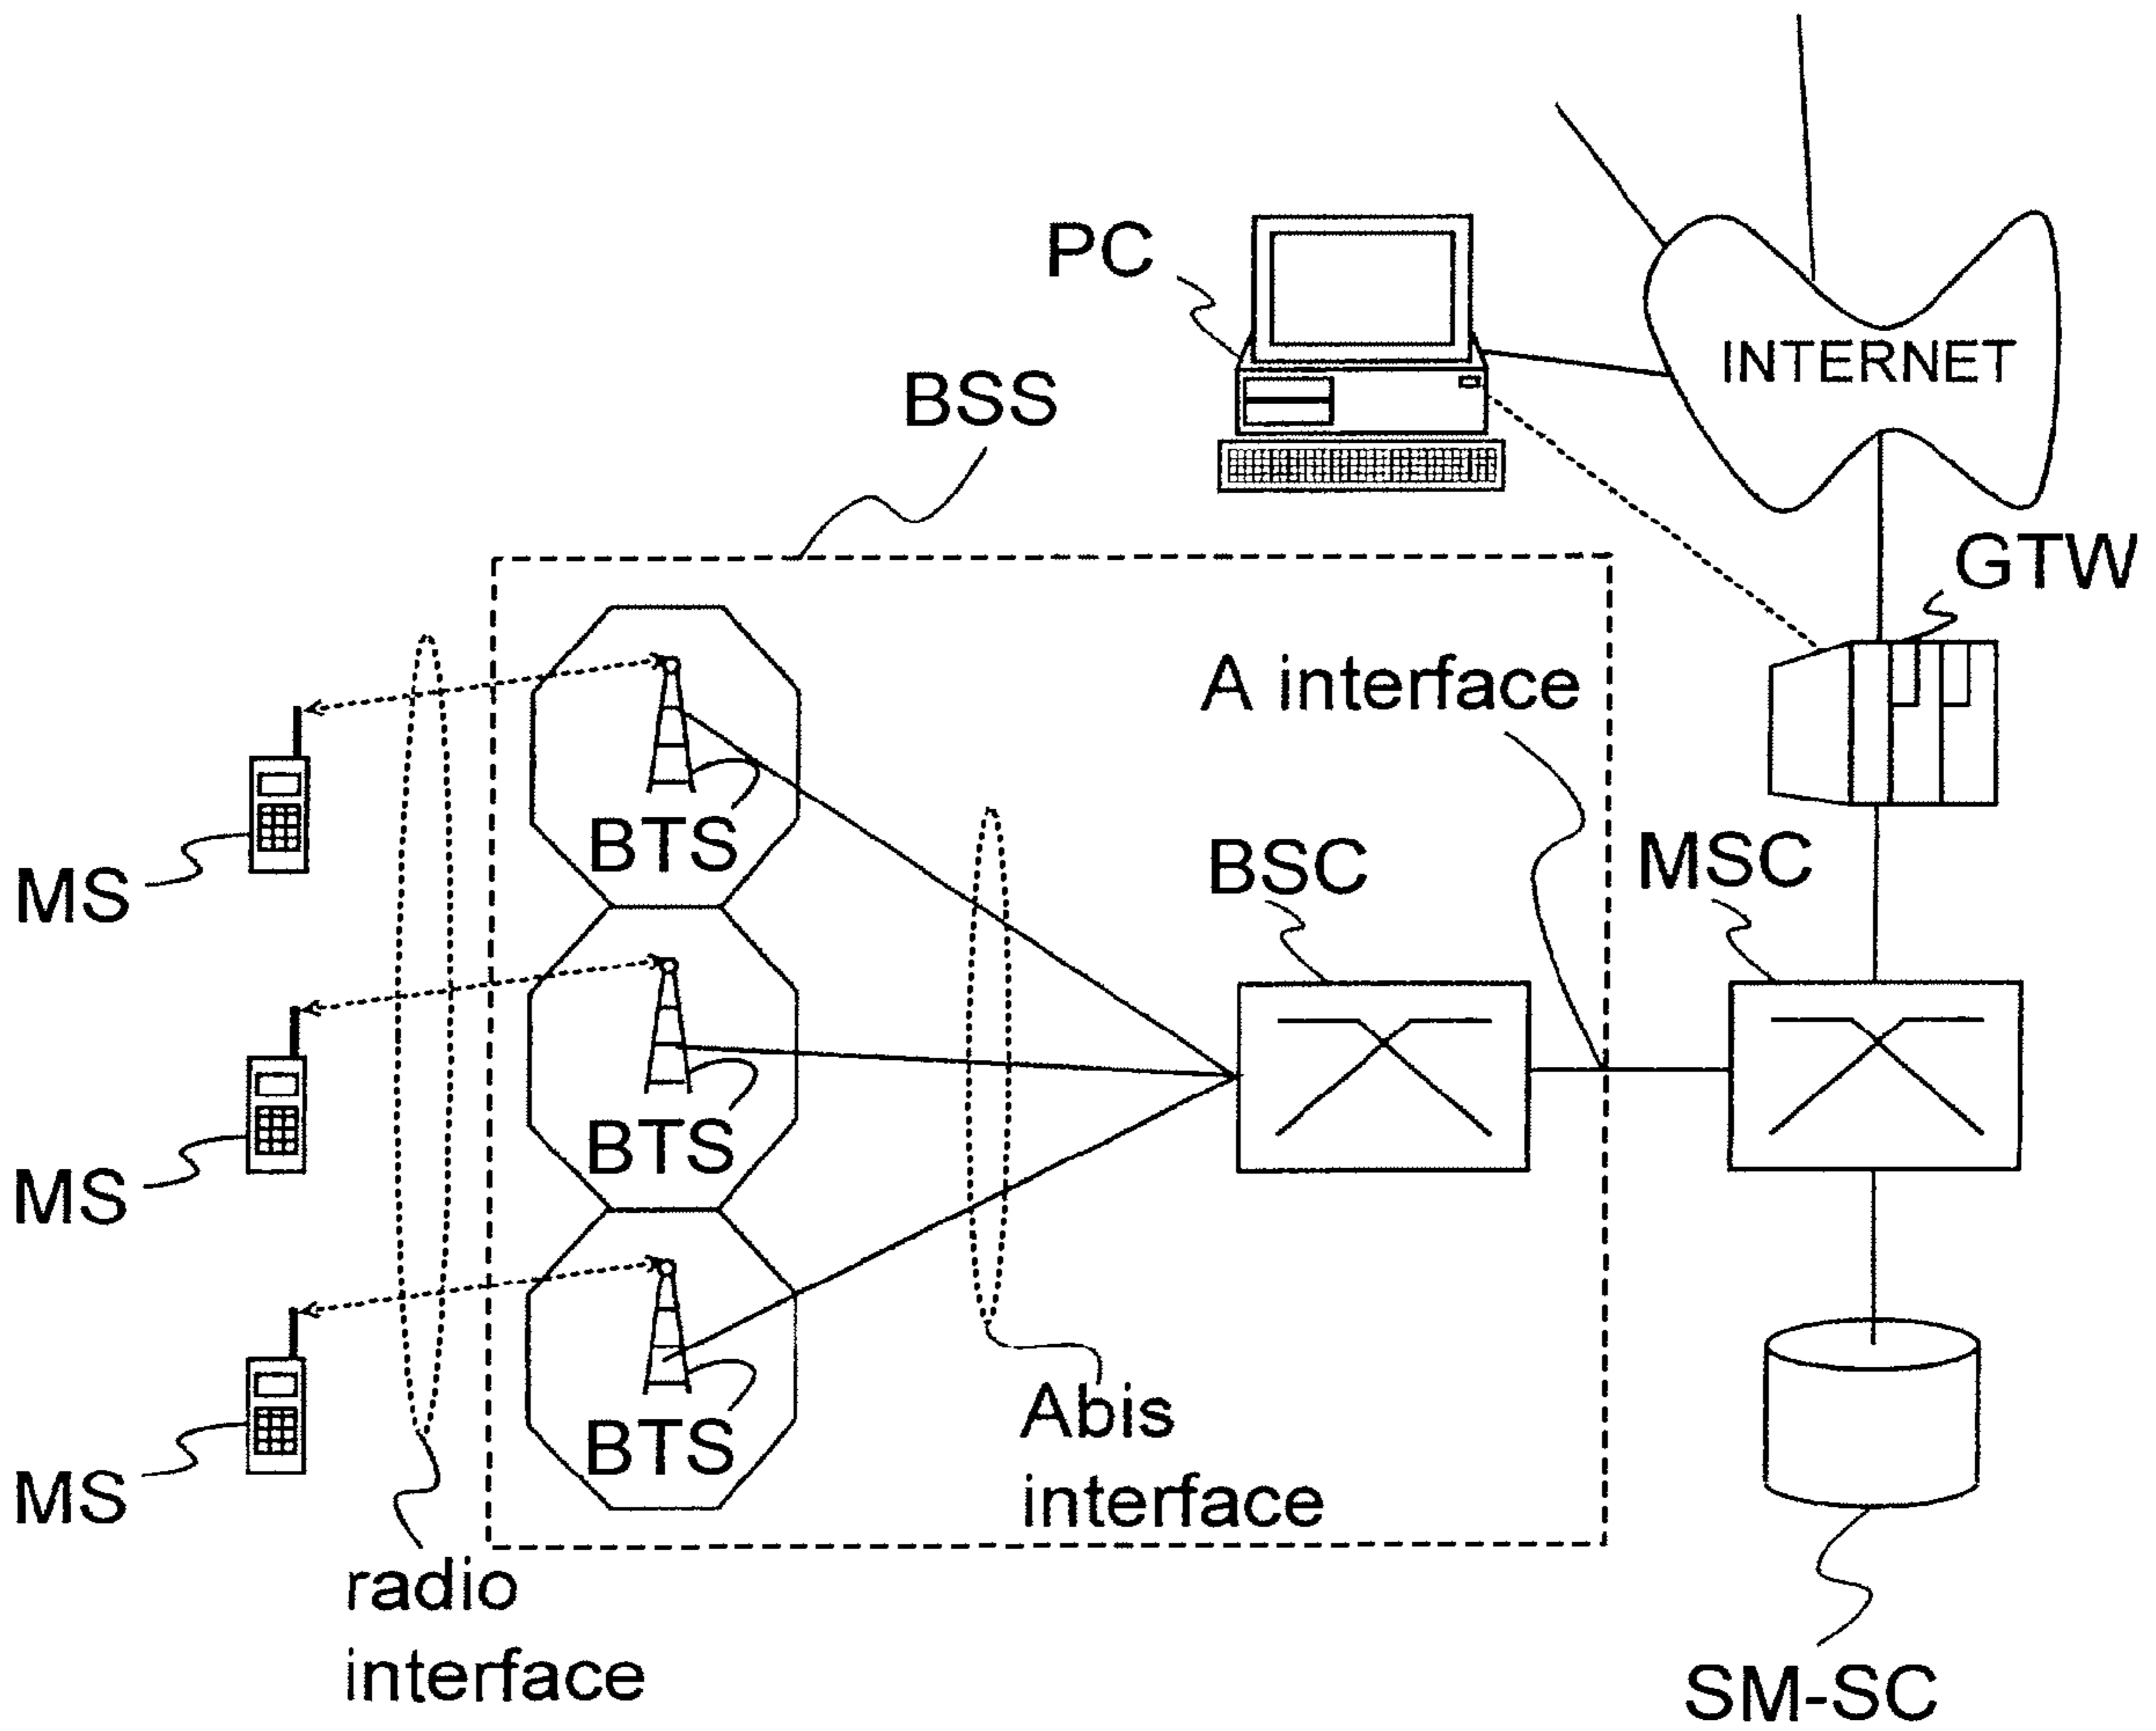 PC
INTERNET
BSS
GTW
A interface
BTS
BSC
MSC
MS
BTS
MS
Abis
interface
BTS
MS
radio
interface
SM-SC